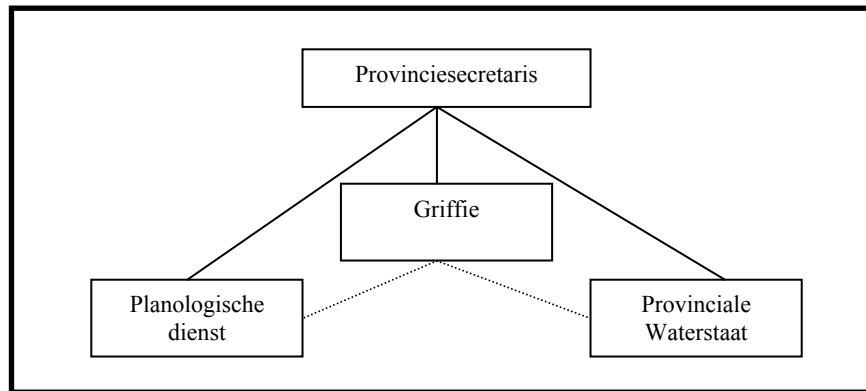 Provinciesecretaris
Griffie
Planologische
dienst
Provinciale
Waterstaat